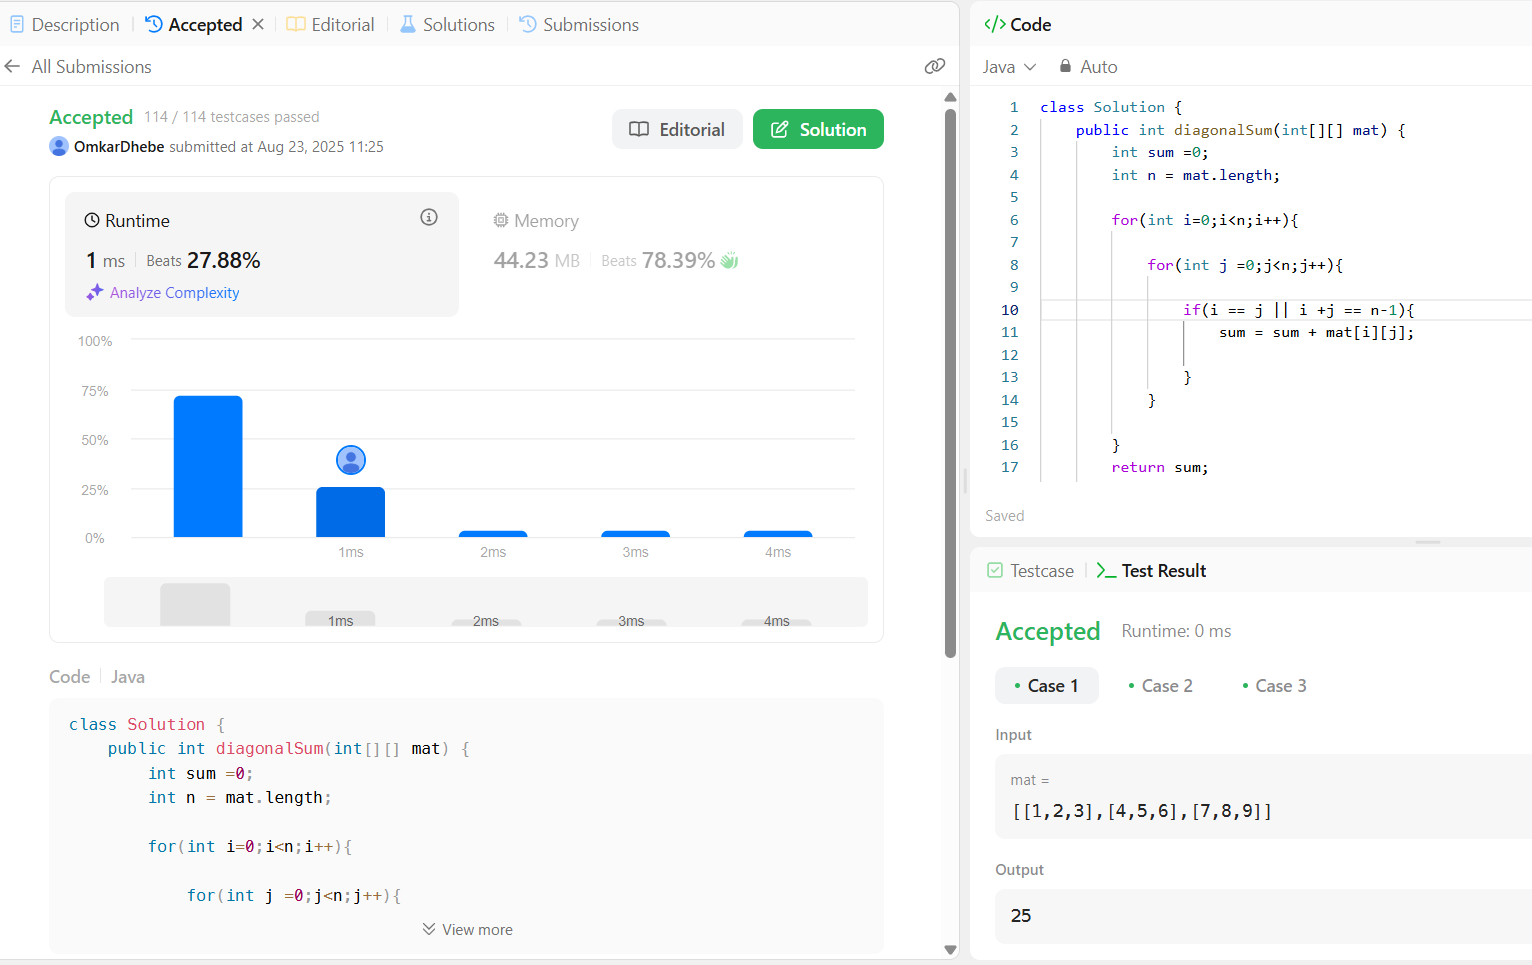 Description
Accepted
Editorial
Solutions
Submissions
All Submissions
Accepted 114 / 114 testcases passed
OmkarDhebe submitted at Aug 23, 2025 11:25
Editorial
Solution
Runtime
1 ms Beats 27.88%
Analyze Complexity
Memory
44.23 MB Beats 78.39%
100%
75%
50%
25%
0%
1ms 2ms 3ms 4ms
1ms 2ms 3ms 4ms
Code Java
class Solution {
    public int diagonalSum(int[][] mat) {
        int sum =0;
        int n = mat.length;
        for(int i=0;i<n;i++){
            for(int j =0;j<n;j++){
View more
</> Code
Java Auto
1 class Solution {
2     public int diagonalSum(int[][] mat) {
3         int sum =0;
4         int n = mat.length;
5
6         for(int i=0;i<n;i++){
7
8             for(int j =0;j<n;j++){
9
10                 if(i == j || i +j == n-1){
11                     sum = sum + mat[i][j];
12
13                 }
14             }
15
16         }
17         return sum;
Saved
Testcase
Test Result
Accepted Runtime: 0 ms
• Case 1 • Case 2 • Case 3
Input
mat =
[[1,2,3],[4,5,6],[7,8,9]]
Output
25